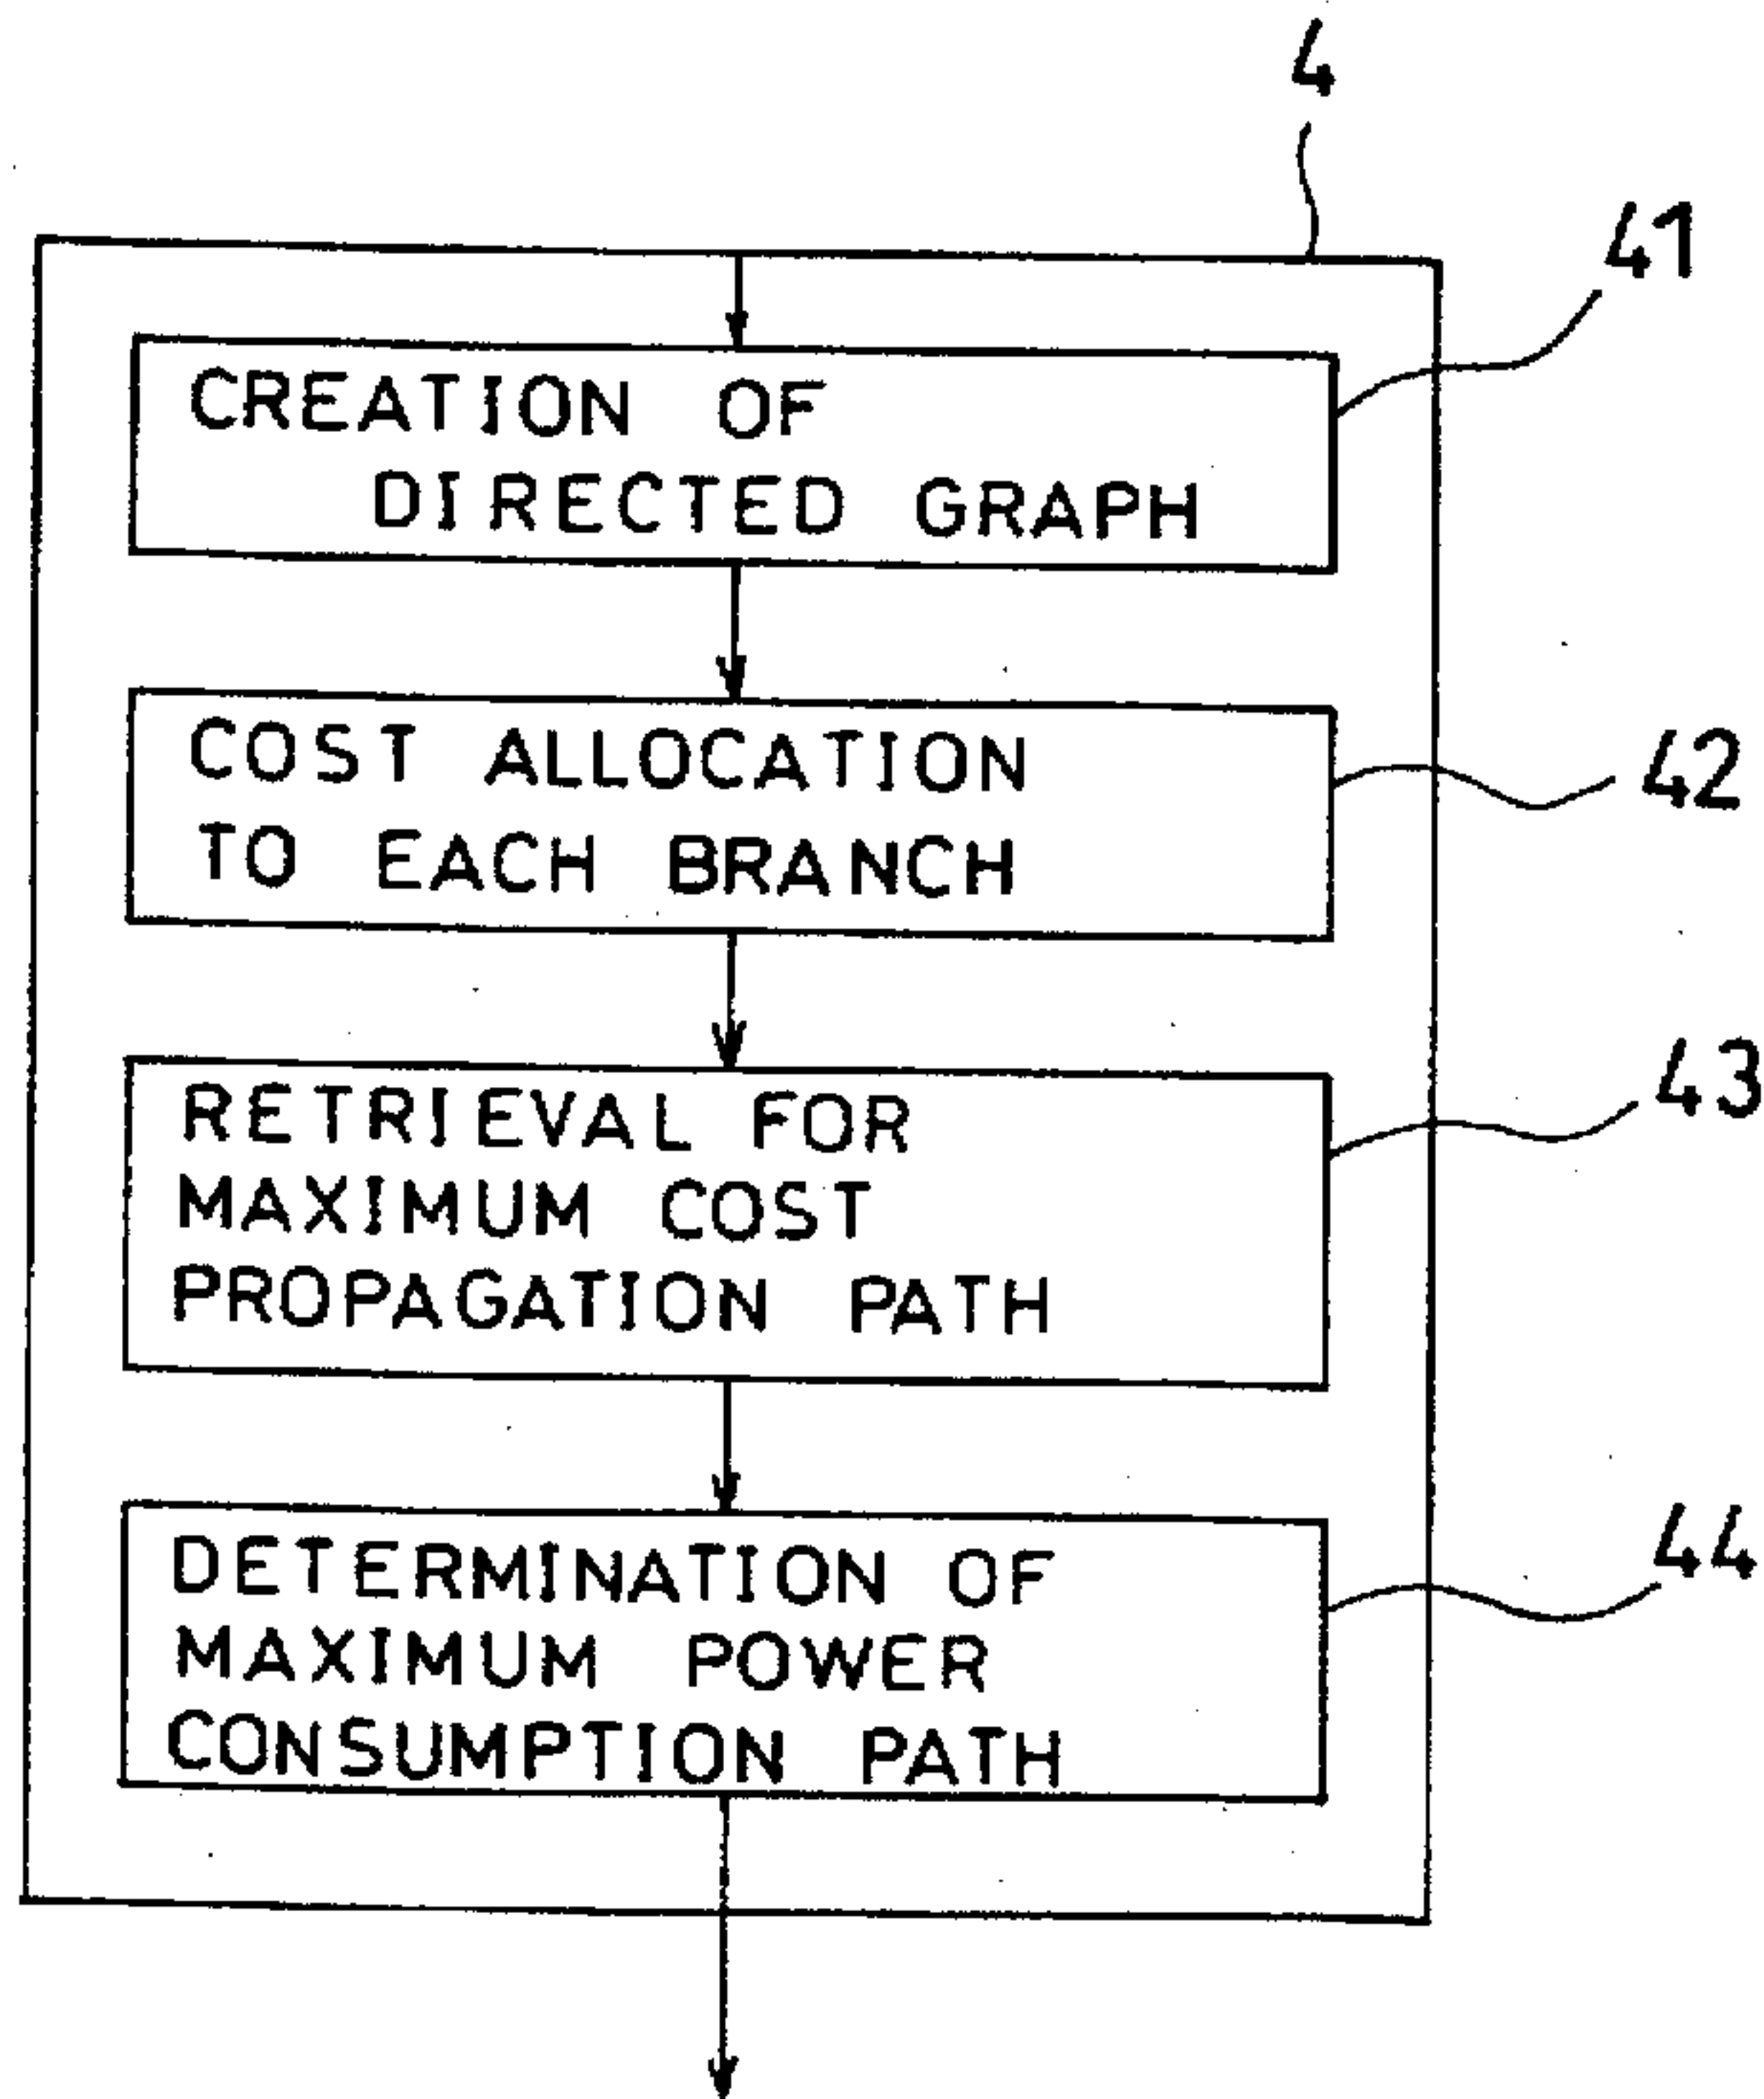 4
41
CREATION OF
DIRECTED GRAPH
COST ALLOCATION
TO EACH BRANCH
42
RETRIEVAL FOR
MAXIMUM COST
PROPAGATION PATH
43
DETERMINATION OF
MAXIMUM POWER
CONSUMPTION PATH
44